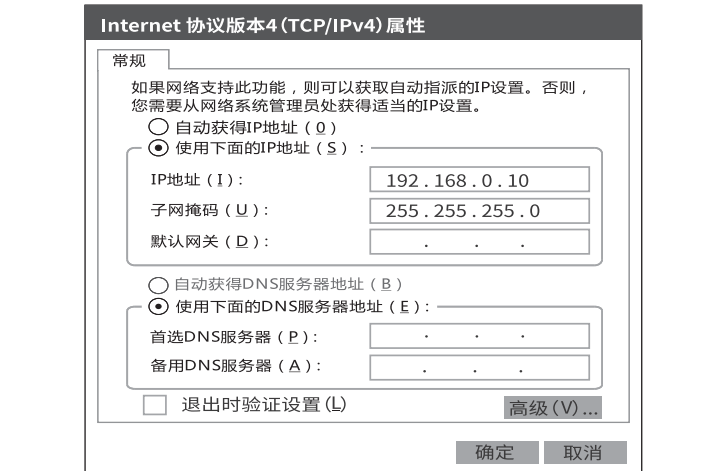 Internet 协议版本4(TCP/IPv4)属性
常规
如果网络支持此功能，则可以获取自动指派的IP设置。否则，
您需要从网络系统管理员处获得适当的IP设置。
自动获得IP地址(0)
使用下面的IP地址(S)：
IP地址(I)： 192.168.0.10
子网掩码(U)： 255.255.255.0
默认网关(D)： . . .
自动获得DNS服务器地址(B)
使用下面的DNS服务器地址(E)：
首选DNS服务器(P)： . . .
备用DNS服务器(A)： . . .
退出时验证设置(L)
高级(V)...
确定 取消